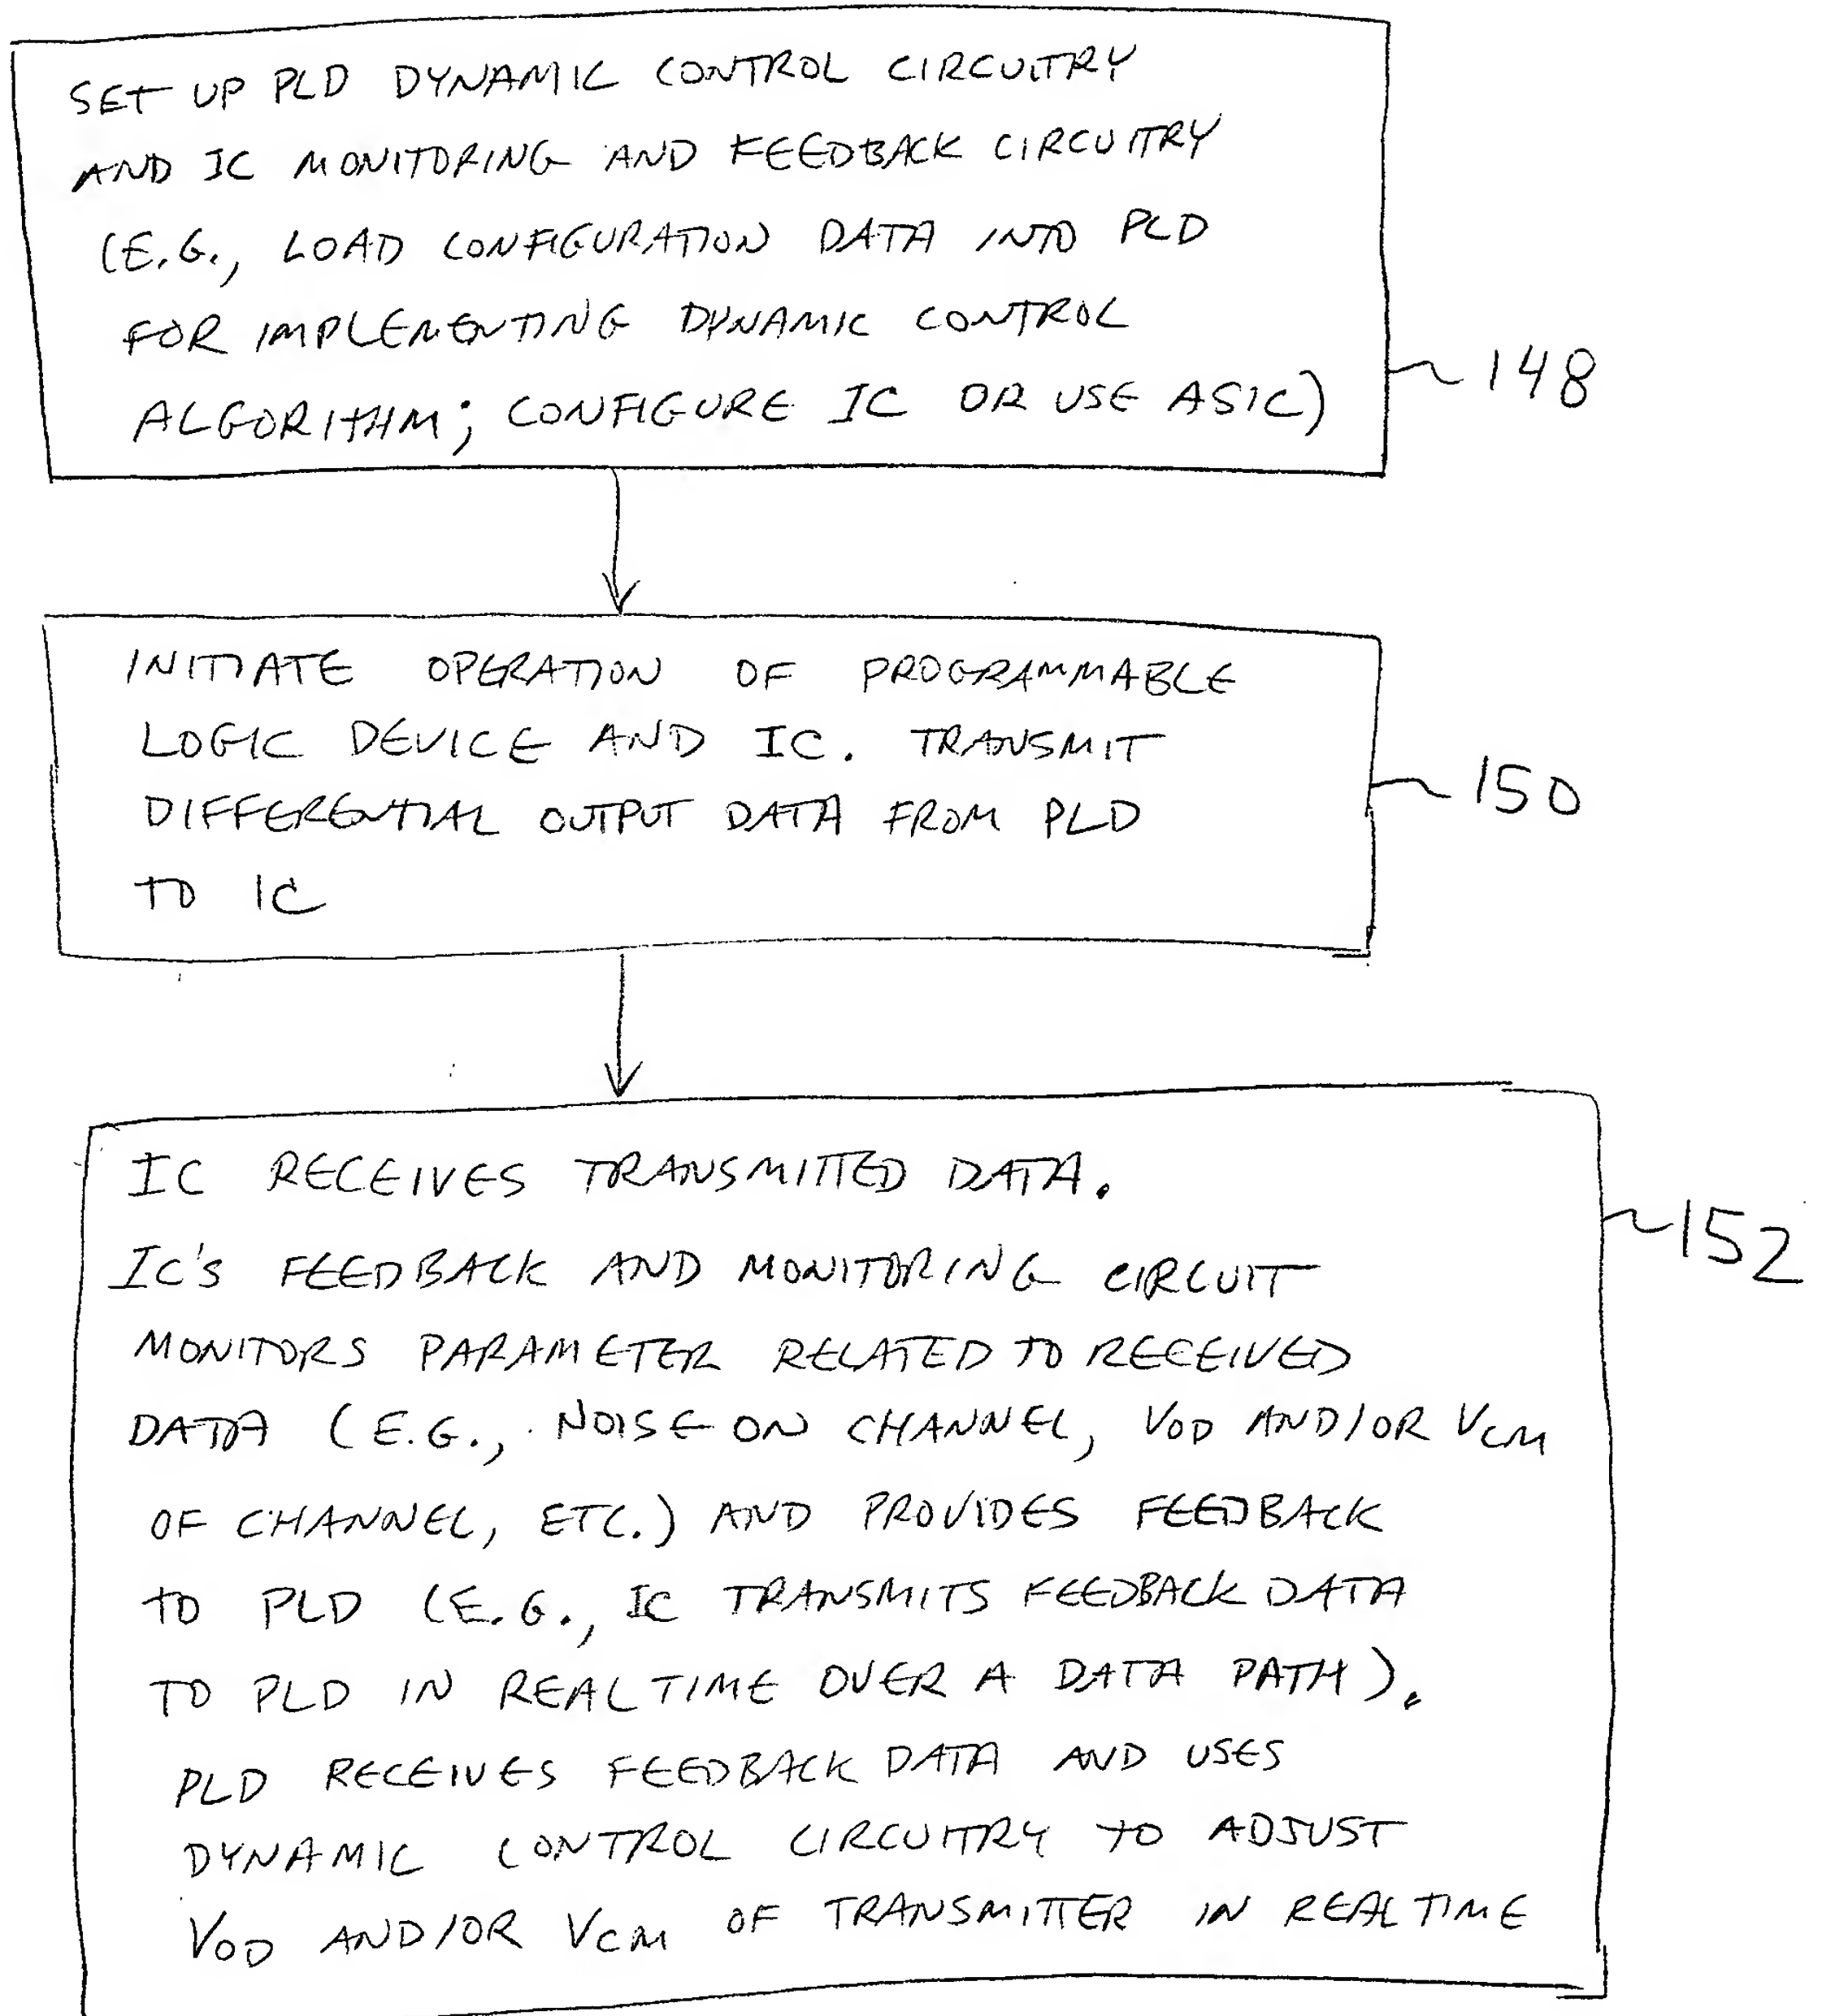 SET UP PLD DYNAMIC CONTROL CIRCUITRY
AND IC MONITORING AND FEEDBACK CIRCUITRY
(E.G., LOAD CONFIGURATION DATA INTO PLD
FOR IMPLEMENTING DYNAMIC CONTROL
ALGORITHM; CONFIGURE IC OR USE ASIC)
148
INITIATE OPERATION OF PROGRAMMABLE
LOGIC DEVICE AND IC. TRANSMIT
DIFFERENTIAL OUTPUT DATA FROM PLD
TO IC
150
IC RECEIVES TRANSMITTED DATA.
IC'S FEEDBACK AND MONITORING CIRCUIT
MONITORS PARAMETER RELATED TO RECEIVED
DATA (E.G., NOISE ON CHANNEL, VOD AND/OR VCM
OF CHANNEL, ETC.) AND PROVIDES FEEDBACK
TO PLD (E.G., IC TRANSMITS FEEDBACK DATA
TO PLD IN REAL TIME OVER A DATA PATH).
PLD RECEIVES FEEDBACK DATA AND USES
DYNAMIC CONTROL CIRCUITRY TO ADJUST
VOD AND/OR VCM OF TRANSMITTER IN REAL TIME
152